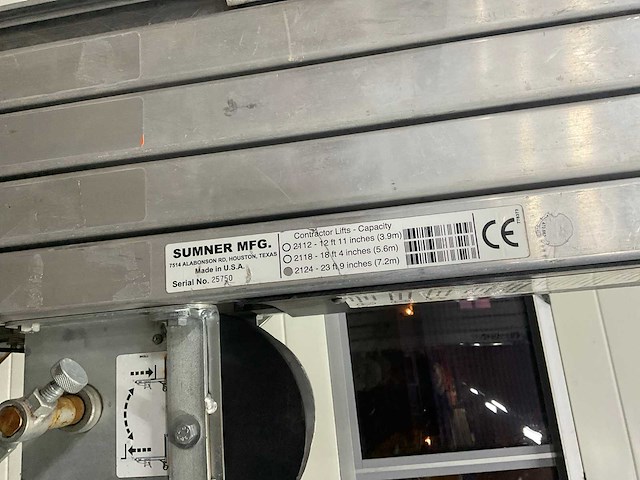 SUMNER MFG.
7514 ALABONSON RD, HOUSTON, TEXAS
Made in U.S.A.
Serial No. 25750
Contractor Lifts - Capacity
2412 - 12 ft 11 inches (3.9m)
2118 - 18 ft 4 inches (5.6m)
2124 - 23 ft 9 inches (7.2m)
CE